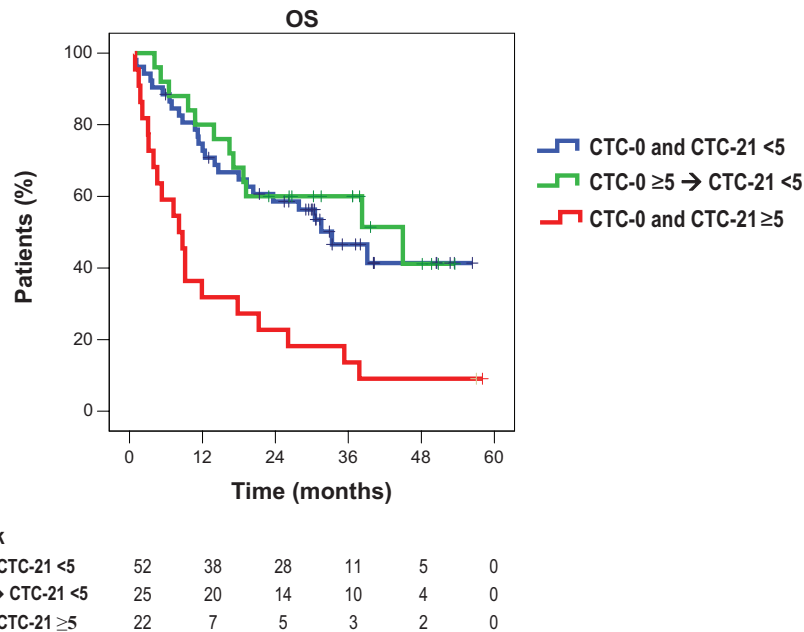 OS
100
80
60
40
20
0
Patients (%)
0 12 24 36 48 60
Time (months)
CTC-0 and CTC-21 <5
CTC-0 ≥5 → CTC-21 <5
CTC-0 and CTC-21 ≥5
k
CTC-21 <5 52 38 28 11 5 0
→ CTC-21 <5 25 20 14 10 4 0
CTC-21 ≥5 22 7 5 3 2 0